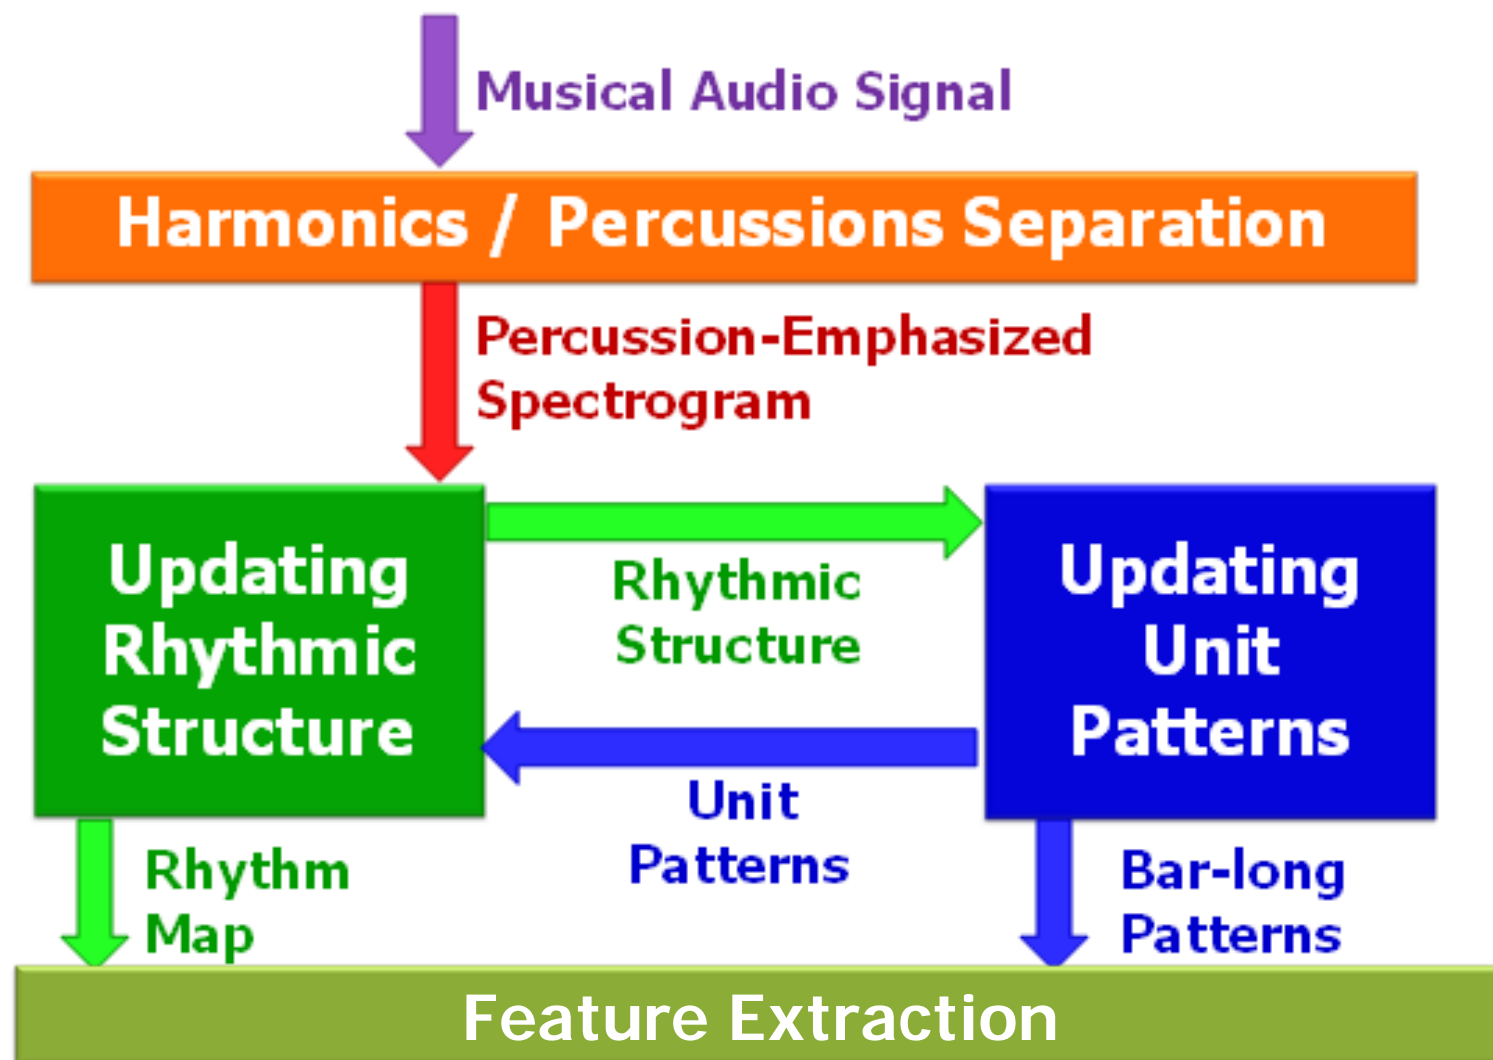 Musical Audio Signal
Harmonics / Percussions Separation
Percussion-Emphasized
Spectrogram
Updating
Rhythmic
Structure
Rhythmic
Structure
Updating
Unit
Patterns
Unit
Patterns
Rhythm
Map
Bar-long
Patterns
Feature Extraction